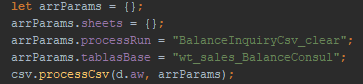 let arrParams = {};
arrParams.sheets = {};
arrParams.processRun = "BalanceInquiryCsv_clear";
arrParams.tablasBase = "wt_sales_BalanceConsul";
csv.processCsv(d.aw, arrParams);